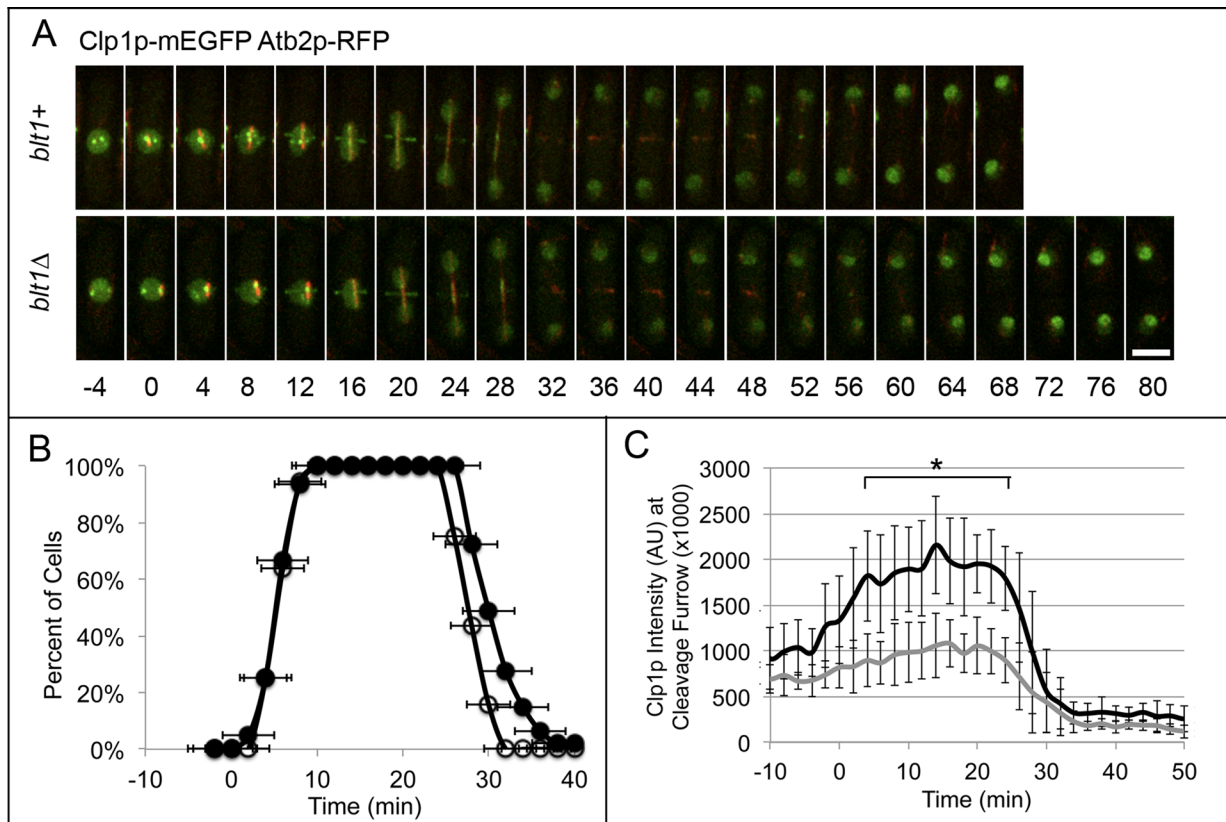 A Clp1p-mEGFP Atb2p-RFP
blt1+
blt1Δ
-4 0 4 8 12 16 20 24 28 32 36 40 44 48 52 56 60 64 68 72 76 80
B
Percent of Cells
100%
80%
60%
40%
20%
0%
-10 0 10 20 30 40
Time (min)
C
Clp1p Intensity (AU) at
Cleavage Furrow (x1000)
3000
2500
2000
1500
1000
500
0
*
-10 0 10 20 30 40 50
Time (min)